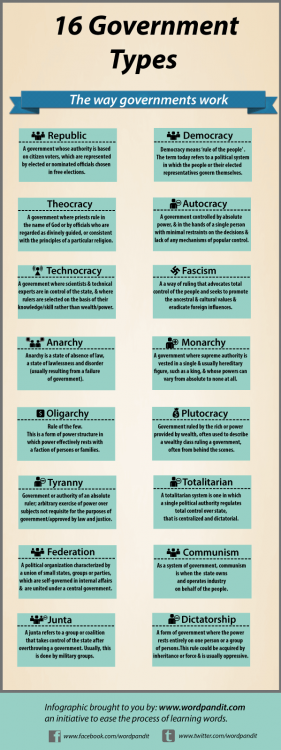 16 Government
Types
The way governments work
Republic
A government whose authority is based
on citizen voters, which are represented
by elected or nominated officials chosen
in free elections.
Democracy
Democracy means 'rule of the people'.
The term today refers to a political system
in which the people or their elected
representatives govern themselves.
Theocracy
A government where priests rule in the
name of God or by officials who are
regarded as divinely guided, or consistent
with the principles of a particular religion.
Autocracy
A government controlled by absolute
power, & in the hands of a single person
with minimal restraints on the decisions &
lack of any mechanisms of popular control.
Technocracy
A government where scientists & technical
experts are in control of the state, & where
rulers are selected on the basis of their
knowledge/skill rather than wealth/power.
Fascism
A way of ruling that advocates total
control of the people and seeks to promote
the ancestral & cultural values &
eradicate foreign influences.
Anarchy
Anarchy is a state of absence of law,
a state of lawlessness and disorder
(usually resulting from a failure
of government).
Monarchy
A government where supreme authority is
vested in a single & usually hereditary
figure, such as a king, & whose powers can
vary from absolute to none at all.
Oligarchy
Rule of the few.
This is a form of power structure in
which power effectively rests with
a faction of persons or families.
Plutocracy
Government ruled by the rich or power
provided by wealth, often used to describe
a wealthy class ruling a government,
often from behind the scenes.
Tyranny
Government or authority of an absolute
ruler; arbitrary exercise of power over
subjects not requisite for the purposes of
government/approved by law and justice.
Totalitarian
A totalitarian system is one in which
a single political authority regulates
total control over state,
that is centralized and dictatorial.
Federation
A political organization characterized by
a union of small states, groups or parties,
which are self-governed in internal affairs
& are united under a central government.
Communism
As a system of government, communism
is when the state owns
and operates industry
on behalf of the people.
Junta
A junta refers to a group or coalition
that takes control of the state after
overthrowing a government. Usually, this
is done by military groups.
Dictatorship
A form of government where the power
rests entirely on one person or a group
of persons.This rule could be acquired by
inheritance or force & is usually oppressive.
Infographic brought to you by: www.wordpandit.com
an initiative to ease the process of learning words.
www.facebook.com/wordpandit
www.twitter.com/wordpandit